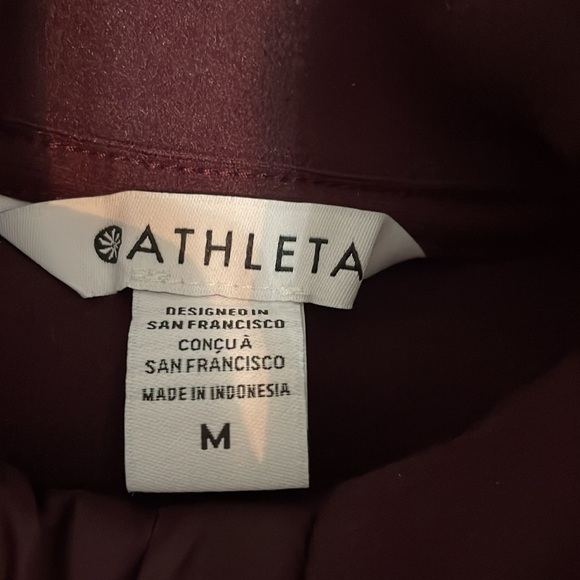 ATHLETA
DESIGNED IN
SAN FRANCISCO
CONÇU À
SAN FRANCISCO
MADE IN INDONESIA
M